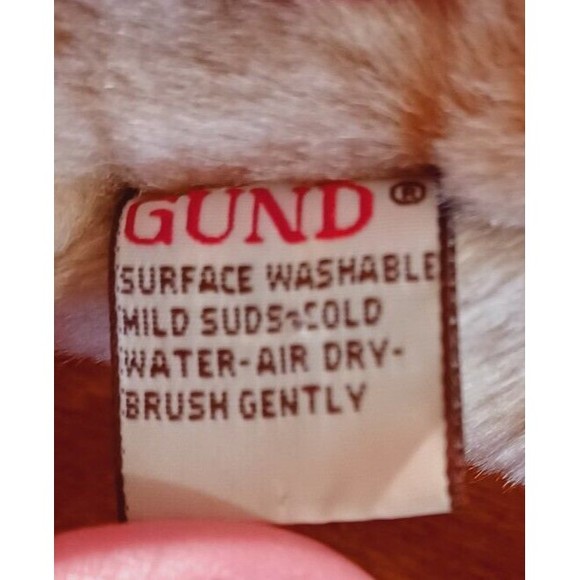 GUND®
SURFACE WASHABLE
MILD SUDS-COLD
WATER-AIR DRY-
BRUSH GENTLY